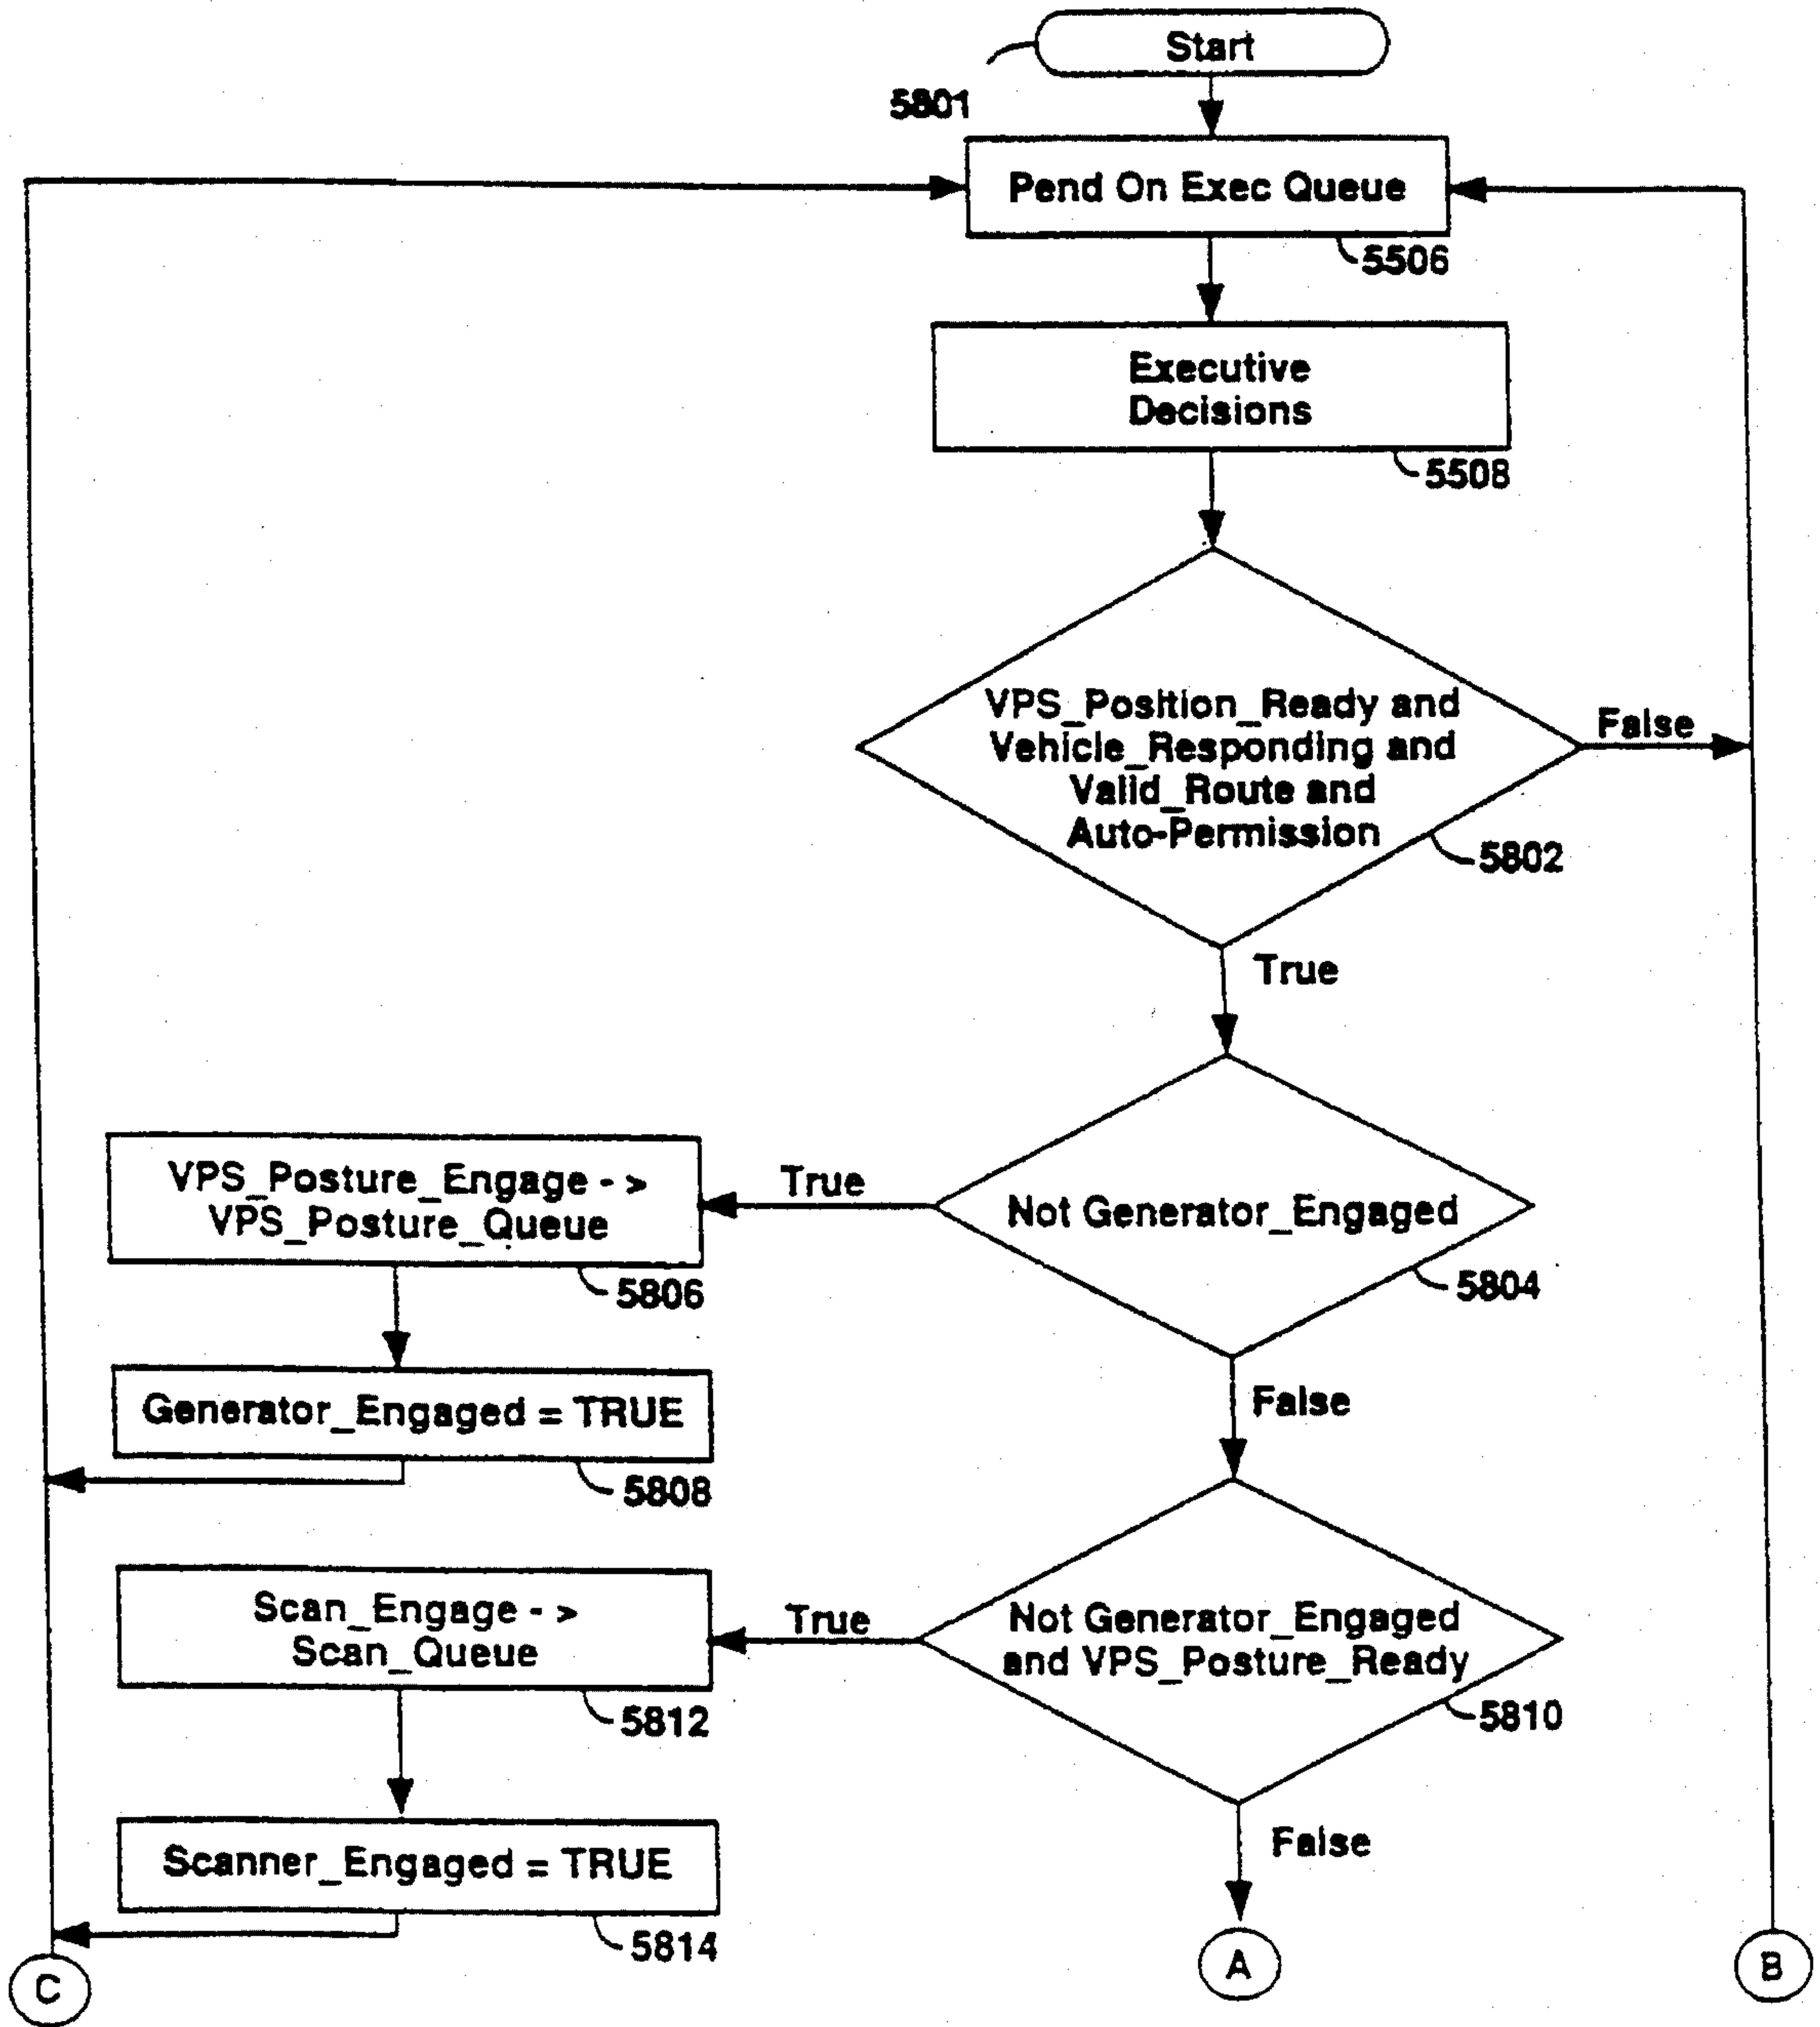 Start
5801
Pend On Exec Queue
5506
Executive
Decisions
5508
VPS_Position_Ready and
Vehicle_Responding and
Valid_Route and
Auto-Permission
False
5802
True
VPS_Posture_Engage - >
VPS_Posture_Queue
True
Not Generator_Engaged
5806
5804
Generator_Engaged = TRUE
False
5808
Scan_Engage - >
Scan_Queue
True
Not Generator_Engaged
and VPS_Posture_Ready
5812
5810
Scanner_Engaged = TRUE
False
5814
C
A
B